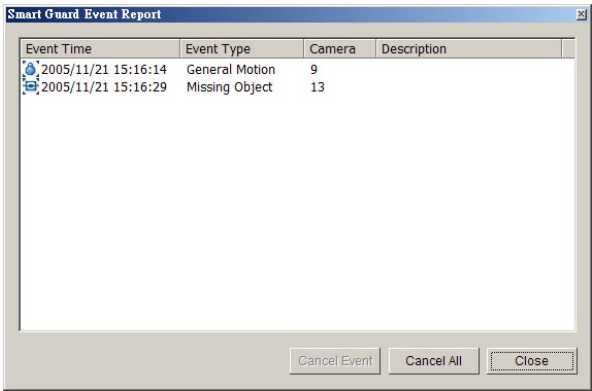 Smart Guard Event Report
Event Time Event Type Camera Description
2005/11/21 15:16:14 General Motion 9
2005/11/21 15:16:29 Missing Object 13
Cancel Event Cancel All Close